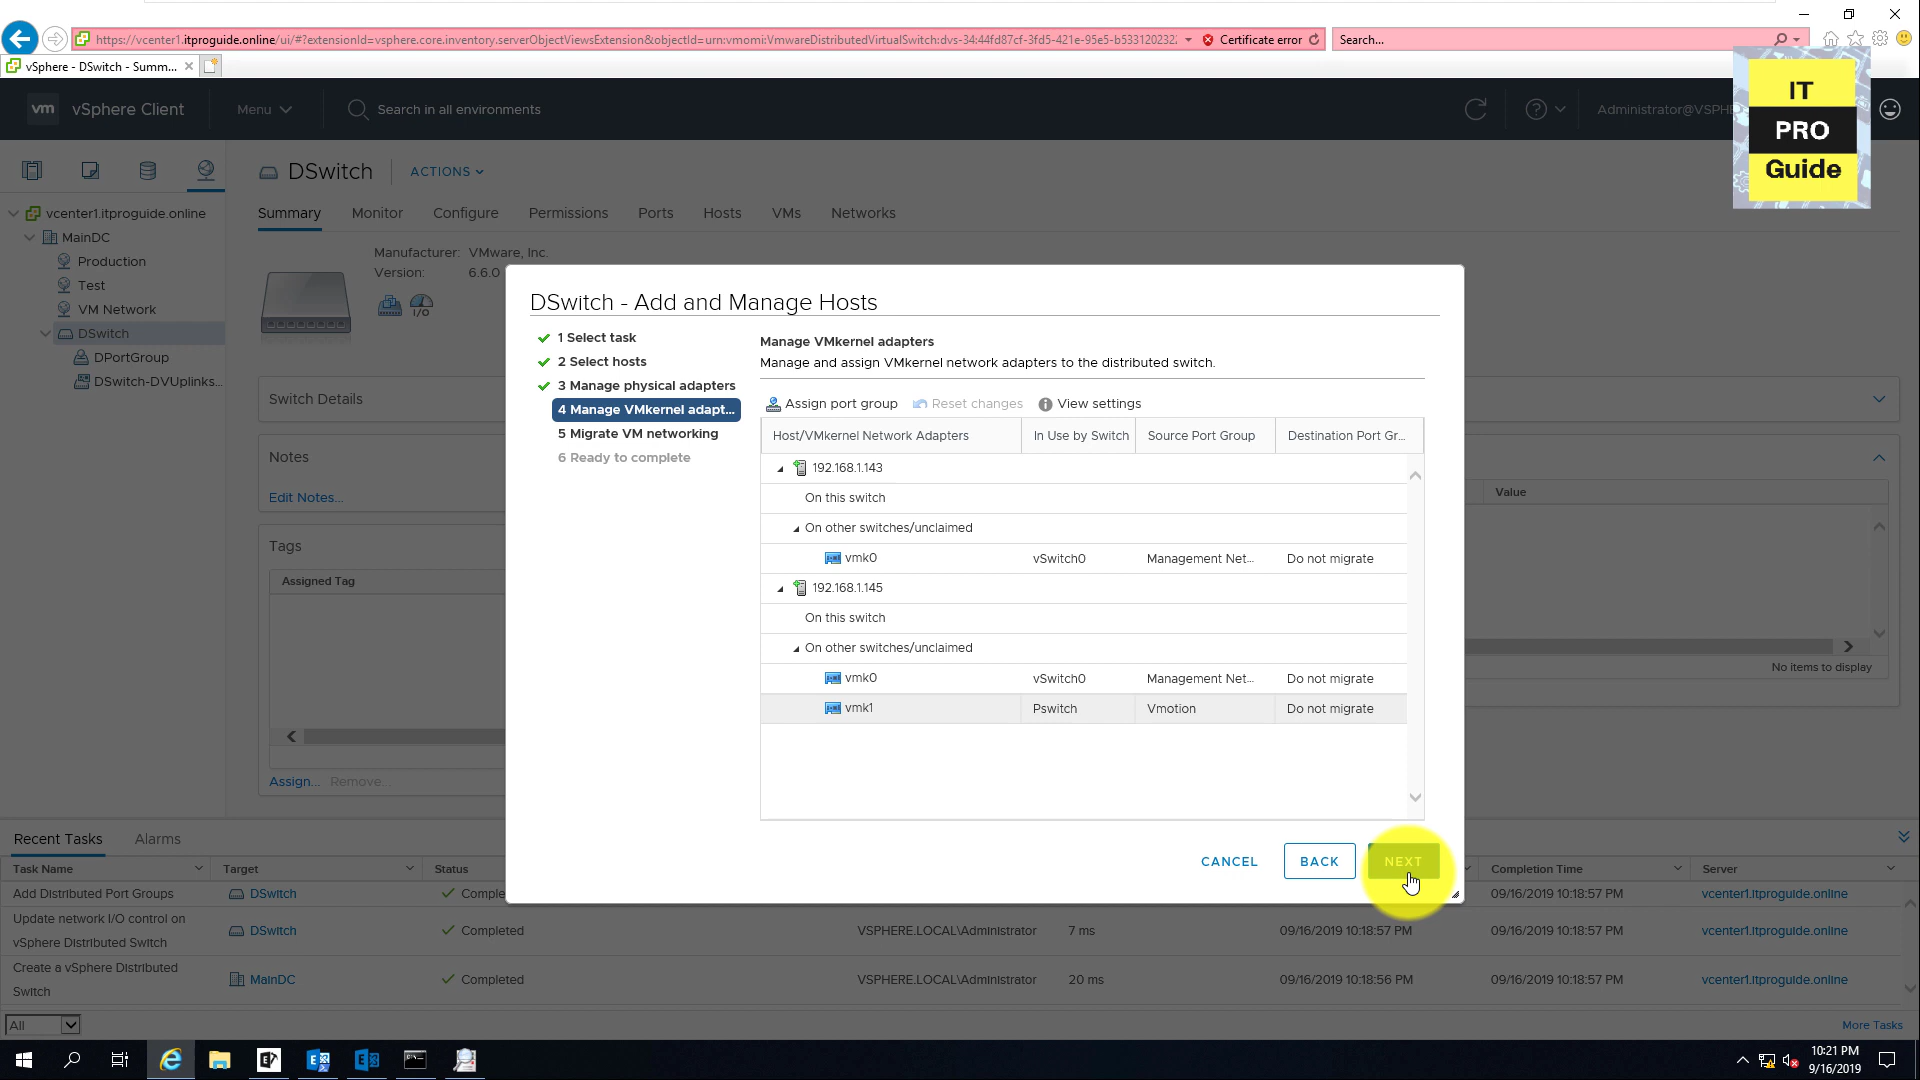 https://vcenter1.itproguide.online/ui/#?extensionId=vsphere.core.inventory.serverObjectViewsExtension&objectId=urn:vmomi:VmwareDistributedVirtualSwitch:dvs-34:44fd87cf-3fd5-421e-95e5-b533120232
Certificate error
Search...
vSphere - DSwitch - Summ...
IT
PRO
Guide
vm vSphere Client
Menu
Search in all environments
Administrator@VSPHE
DSwitch
ACTIONS
Summary Monitor Configure Permissions Ports Hosts VMs Networks
vcenter1.itproguide.online
MainDC
Production
Test
VM Network
DSwitch
DPortGroup
DSwitch-DVUplinks...
Manufacturer: VMware, Inc.
Version: 6.6.0
I/O
Switch Details
Notes
Edit Notes...
Tags
Assigned Tag
Assign... Remove...
Value
No items to display
DSwitch - Add and Manage Hosts
1 Select task
2 Select hosts
3 Manage physical adapters
4 Manage VMkernel adapt...
5 Migrate VM networking
6 Ready to complete
Manage VMkernel adapters
Manage and assign VMkernel network adapters to the distributed switch.
Assign port group Reset changes View settings
Host/VMkernel Network Adapters In Use by Switch Source Port Group Destination Port Gr...
192.168.1.143
On this switch
On other switches/unclaimed
vmk0 vSwitch0 Management Net... Do not migrate
192.168.1.145
On this switch
On other switches/unclaimed
vmk0 vSwitch0 Management Net... Do not migrate
vmk1 Pswitch Vmotion Do not migrate
CANCEL BACK NEXT
Recent Tasks Alarms
Task Name Target Status Completion Time Server
Add Distributed Port Groups DSwitch Comple 09/16/2019 10:18:57 PM 09/16/2019 10:18:57 PM vcenter1.itproguide.online
Update network I/O control on
vSphere Distributed Switch DSwitch Completed VSPHERE.LOCAL\Administrator 7 ms 09/16/2019 10:18:57 PM 09/16/2019 10:18:57 PM vcenter1.itproguide.online
Create a vSphere Distributed
Switch MainDC Completed VSPHERE.LOCAL\Administrator 20 ms 09/16/2019 10:18:56 PM 09/16/2019 10:18:56 PM vcenter1.itproguide.online
All
More Tasks
10:21 PM
9/16/2019